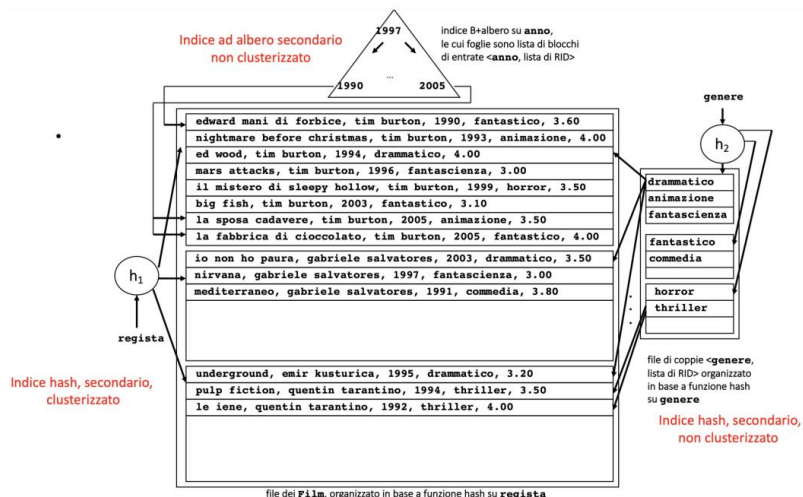 Indice ad albero secondario
non clusterizzato
1997
...
1990 2005
indice B+albero su anno,
le cui foglie sono lista di blocchi
di entrate <anno, lista di RID>
genere
h2
edward mani di forbice, tim burton, 1990, fantastico, 3.60
nightmare before christmas, tim burton, 1993, animazione, 4.00
ed wood, tim burton, 1994, drammatico, 4.00
mars attacks, tim burton, 1996, fantascienza, 3.00
il mistero di sleepy hollow, tim burton, 1999, horror, 3.50
big fish, tim burton, 2003, fantastico, 3.10
la sposa cadavere, tim burton, 2005, animazione, 3.50
la fabbrica di cioccolato, tim burton, 2005, fantastico, 4.00
io non ho paura, gabriele salvatores, 2003, drammatico, 3.50
nirvana, gabriele salvatores, 1997, fantascienza, 3.00
mediterraneo, gabriele salvatores, 1991, commedia, 3.80
underground, emir kusturica, 1995, drammatico, 3.20
pulp fiction, quentin tarantino, 1994, thriller, 3.50
le iene, quentin tarantino, 1992, thriller, 4.00
drammatico
animazione
fantascienza
fantastico
commedia
horror
thriller
h1
regista
Indice hash, secondario,
clusterizzato
file di coppie <genere,
lista di RID> organizzato
in base a funzione hash
su genere
Indice hash, secondario,
non clusterizzato
file dei Film, organizzato in base a funzione hash su regista